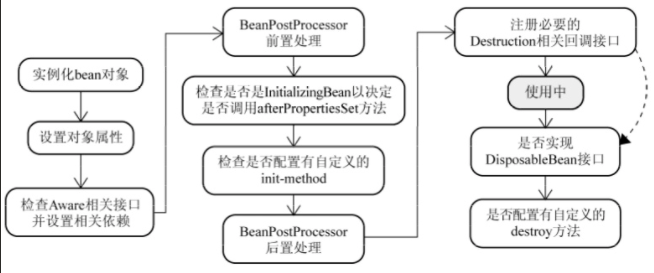 实例化bean对象
设置对象属性
检查Aware相关接口
并设置相关依赖
BeanPostProcessor
前置处理
检查是否是InitializingBean以决定
是否调用afterPropertiesSet方法
检查是否配置有自定义的
init-method
BeanPostProcessor
后置处理
注册必要的
Destruction相关回调接口
使用中
是否实现
DisposableBean接口
是否配置有自定义的
destroy方法